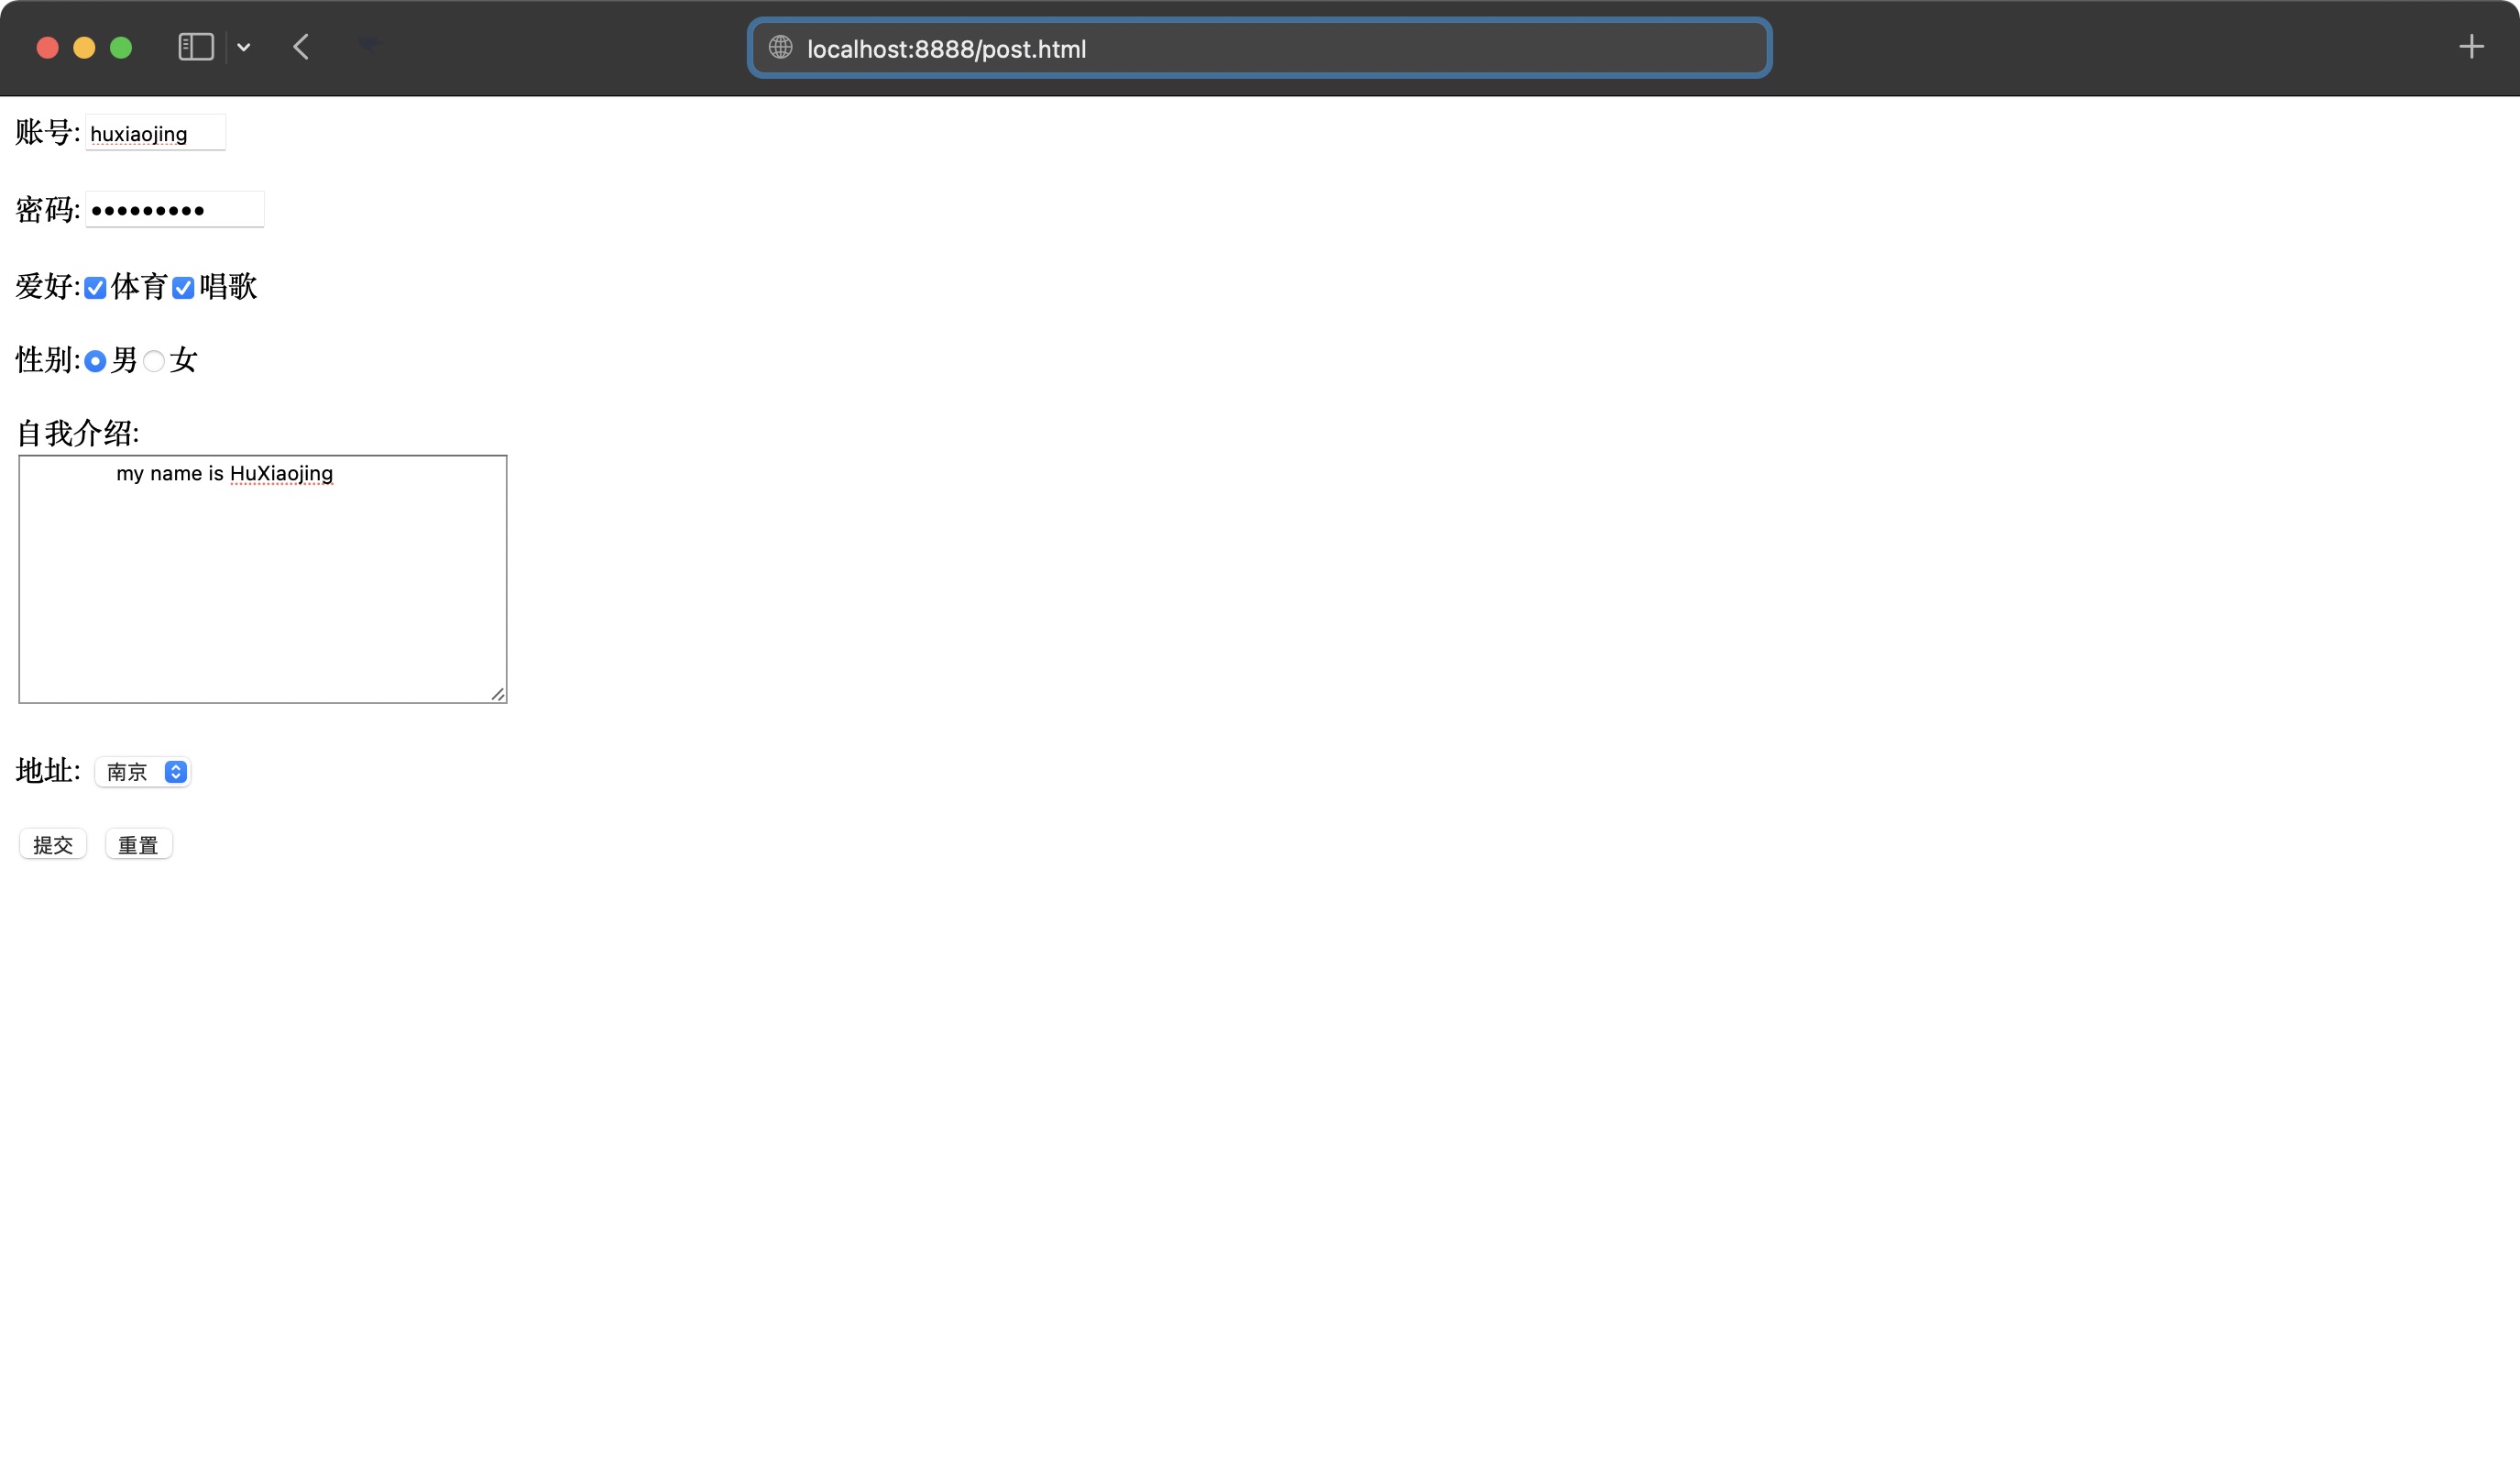 localhost:8888/post.html
账号: huxiaojing
密码: •••••••••
爱好: 体育 唱歌
性别: 男 女
自我介绍:
my name is HuXiaojing
地址: 南京
提交 重置